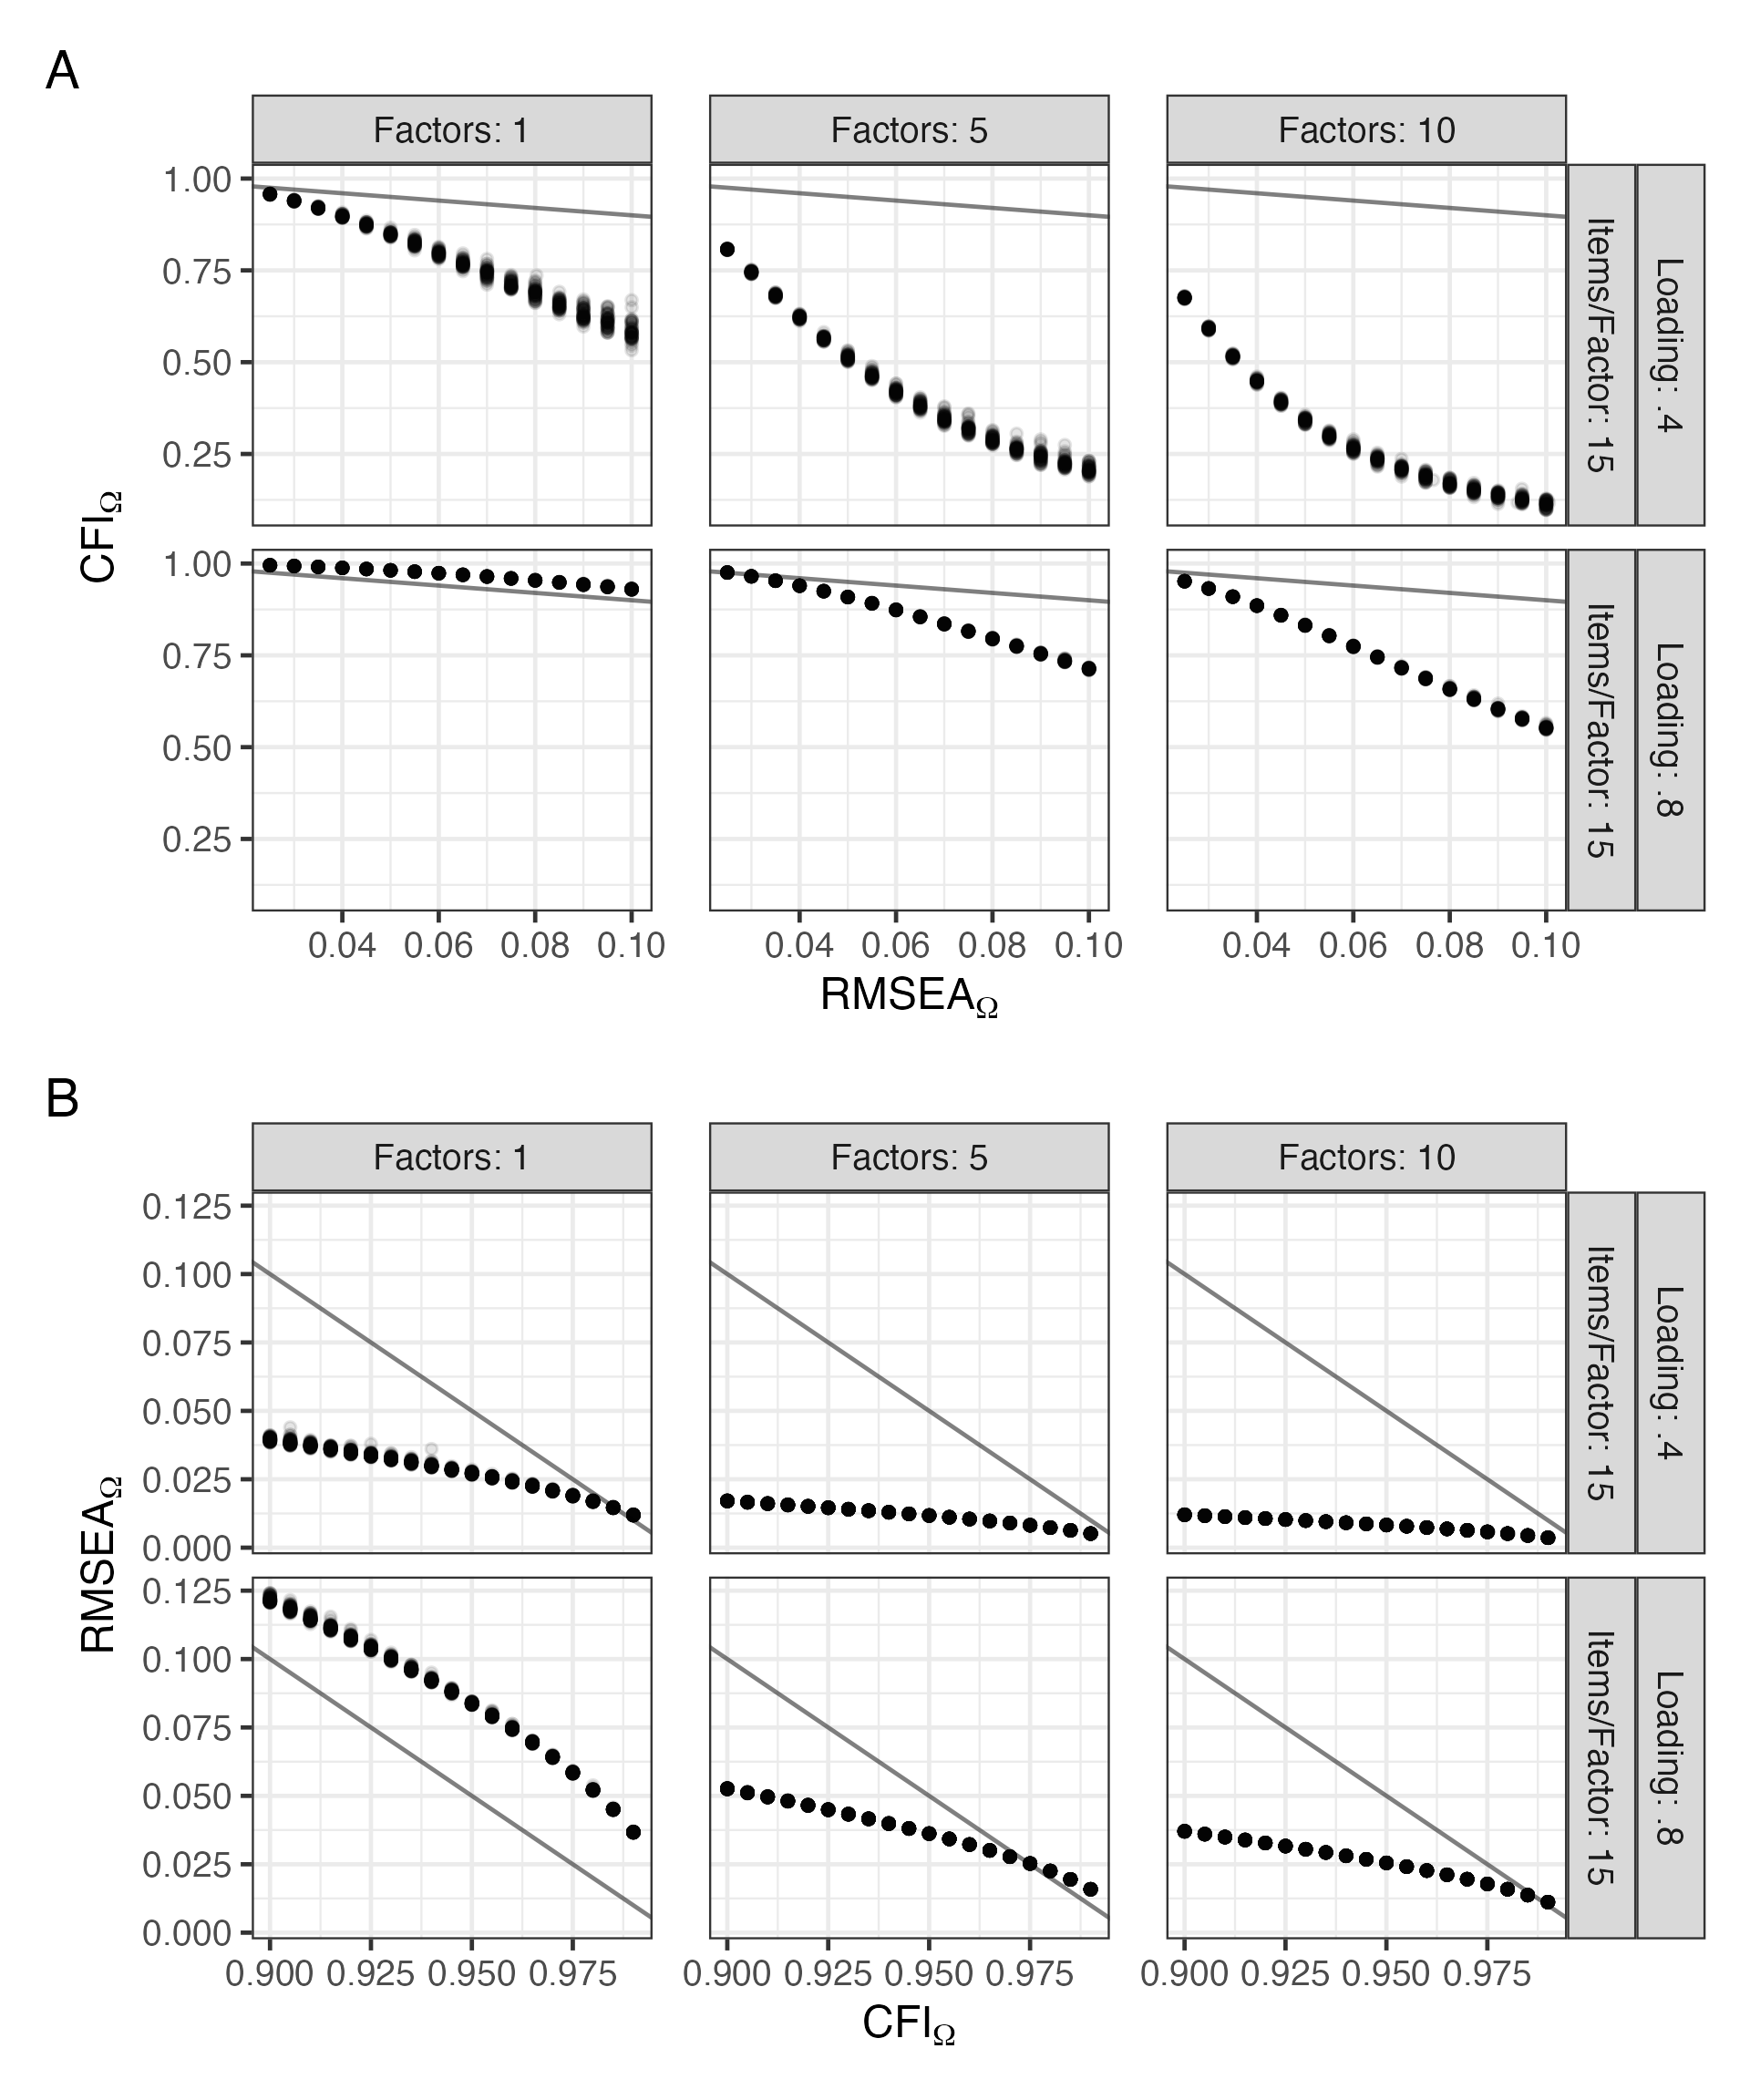 A
Factors: 1
Factors: 5
Factors: 10
1.00
0.75
0.50
0.25
Items/Factor: 15
Loading: .4
CFIΩ
1.00
0.75
0.50
0.25
Items/Factor: 15
Loading: .8
0.04 0.06 0.08 0.10
0.04 0.06 0.08 0.10
0.04 0.06 0.08 0.10
RMSEAΩ
B
Factors: 1
Factors: 5
Factors: 10
0.125
0.100
0.075
0.050
0.025
0.000
Items/Factor: 15
Loading: .4
RMSEAΩ
0.125
0.100
0.075
0.050
0.025
0.000
Items/Factor: 15
Loading: .8
0.900 0.925 0.950 0.975
0.900 0.925 0.950 0.975
0.900 0.925 0.950 0.975
CFIΩ